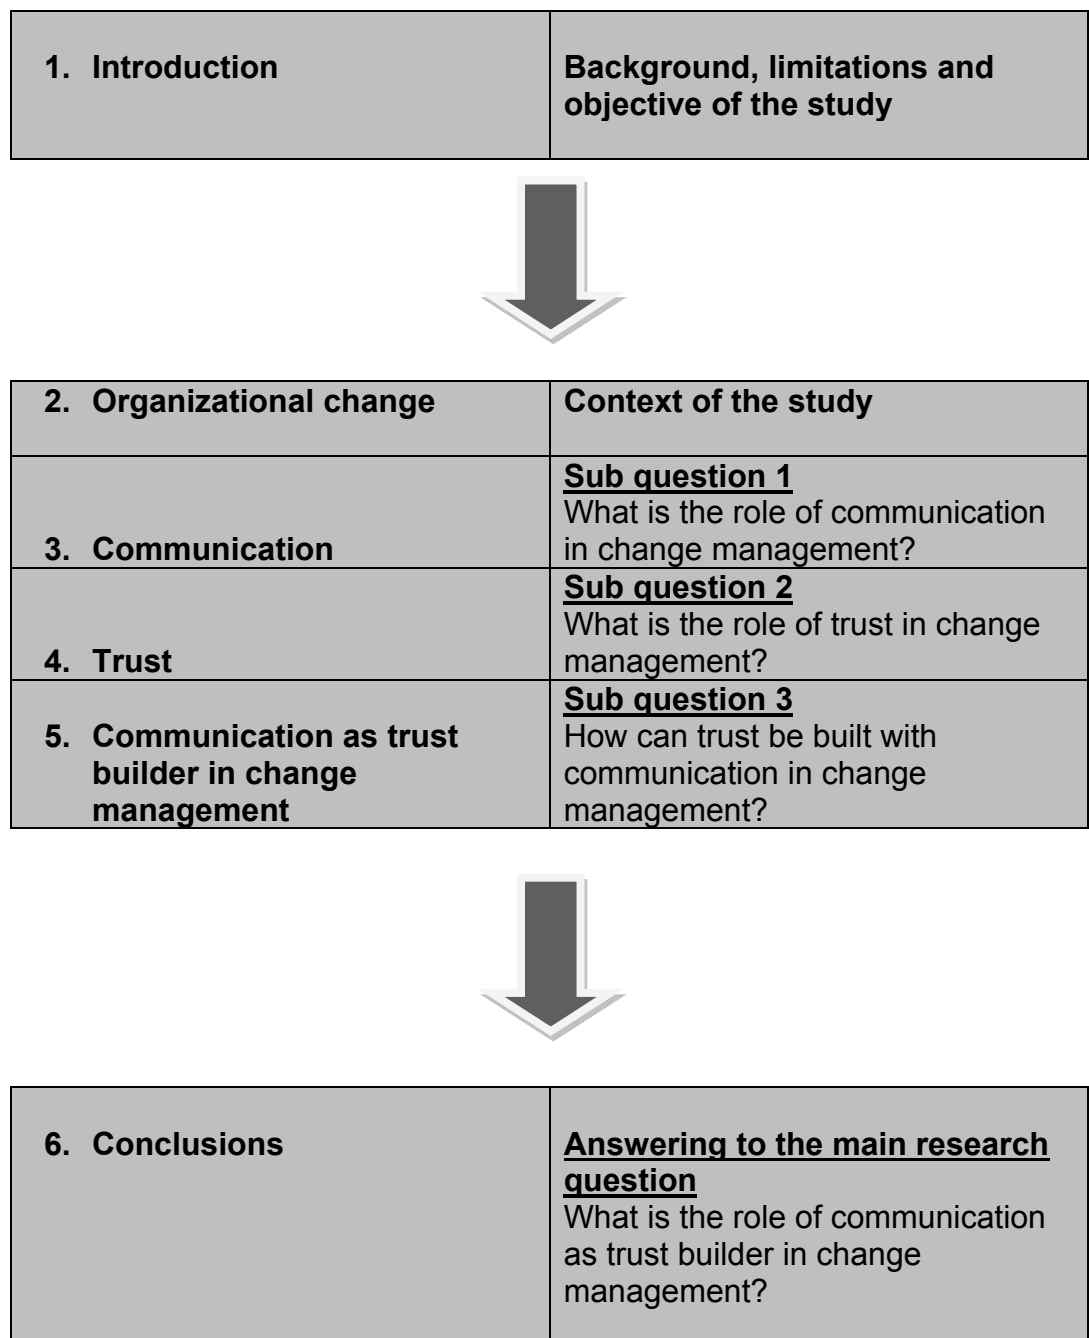 1. Introduction
Background, limitations and
objective of the study
2. Organizational change
Context of the study
3. Communication
Sub question 1
What is the role of communication
in change management?
4. Trust
Sub question 2
What is the role of trust in change
management?
5. Communication as trust
builder in change
management
Sub question 3
How can trust be built with
communication in change
management?
6. Conclusions
Answering to the main research
question
What is the role of communication
as trust builder in change
management?